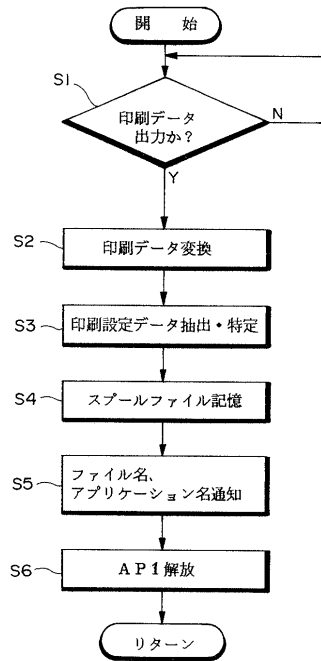 開 始
S1
印刷データ
出力か?
N
Y
S2
印刷データ変換
S3
印刷設定データ抽出・特定
S4
スプールファイル記憶
S5
ファイル名、
アプリケーション名通知
S6
AP1解放
リターン